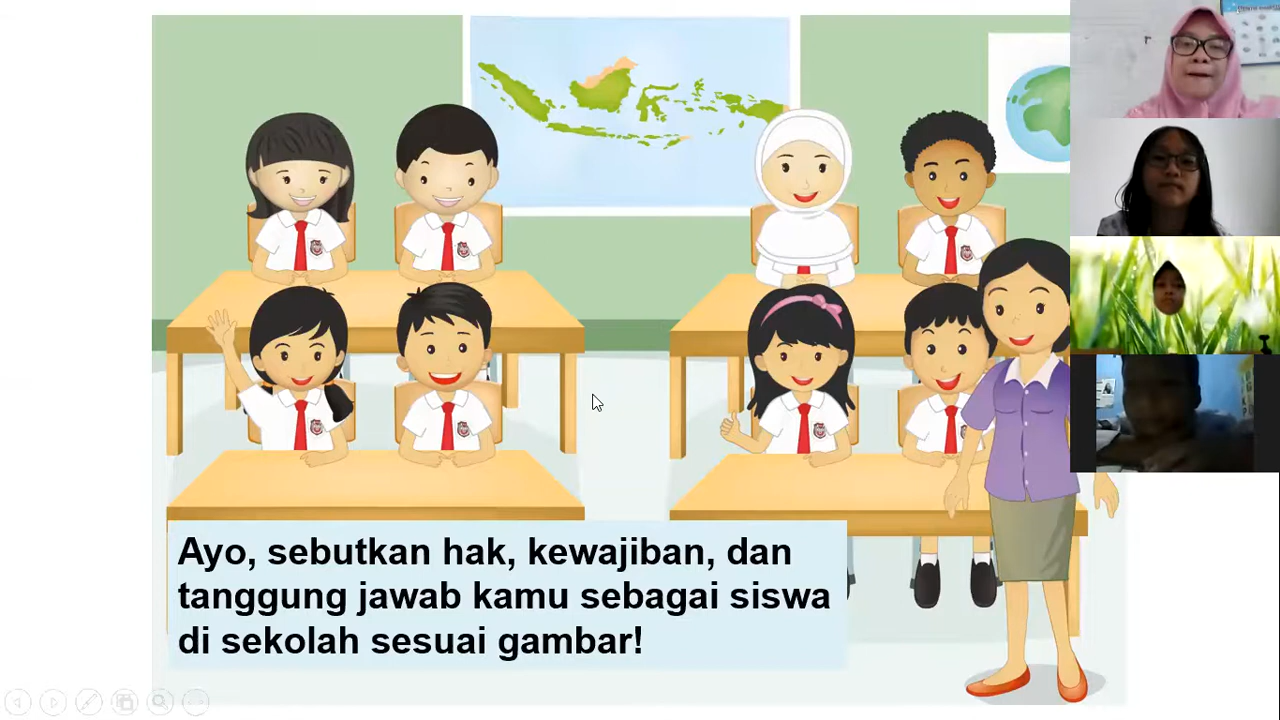 Ayo, sebutkan hak, kewajiban, dan
tanggung jawab kamu sebagai siswa
di sekolah sesuai gambar!